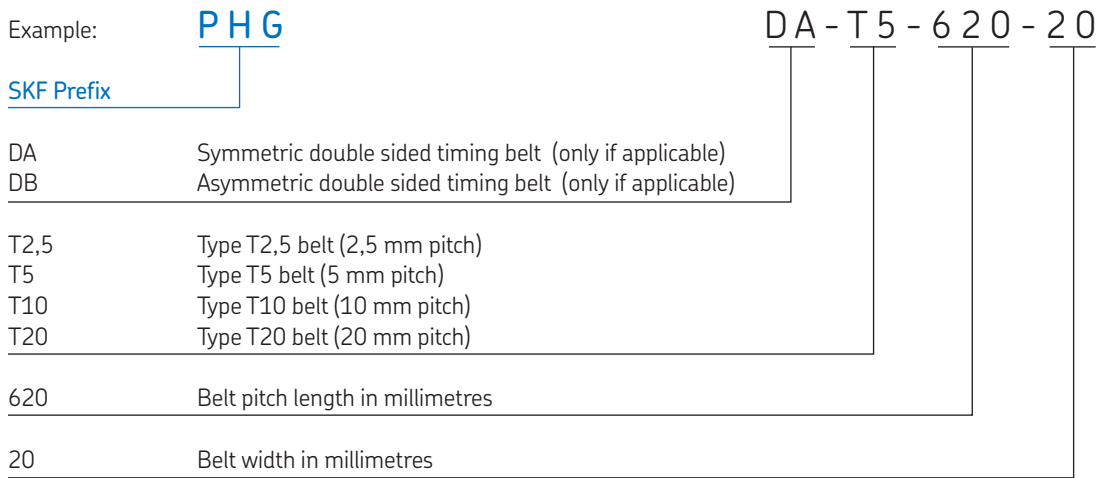 Example: PHG DA-T5-620-20
SKF Prefix
DA Symmetric double sided timing belt (only if applicable)
DB Asymmetric double sided timing belt (only if applicable)
T2,5 Type T2,5 belt (2,5 mm pitch)
T5 Type T5 belt (5 mm pitch)
T10 Type T10 belt (10 mm pitch)
T20 Type T20 belt (20 mm pitch)
620 Belt pitch length in millimetres
20 Belt width in millimetres